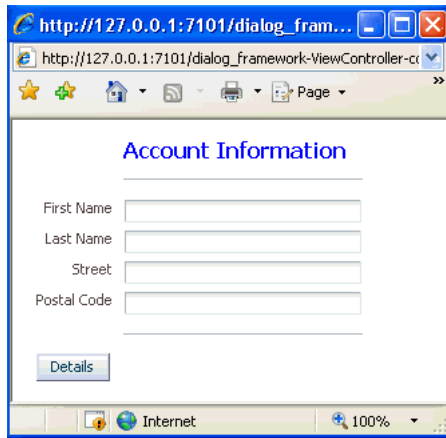 http://127.0.0.1:7101/dialog_fram...
http://127.0.0.1:7101/dialog_framework-ViewController-co
Page
»
Account Information
First Name
Last Name
Street
Postal Code
Details
Internet
100%